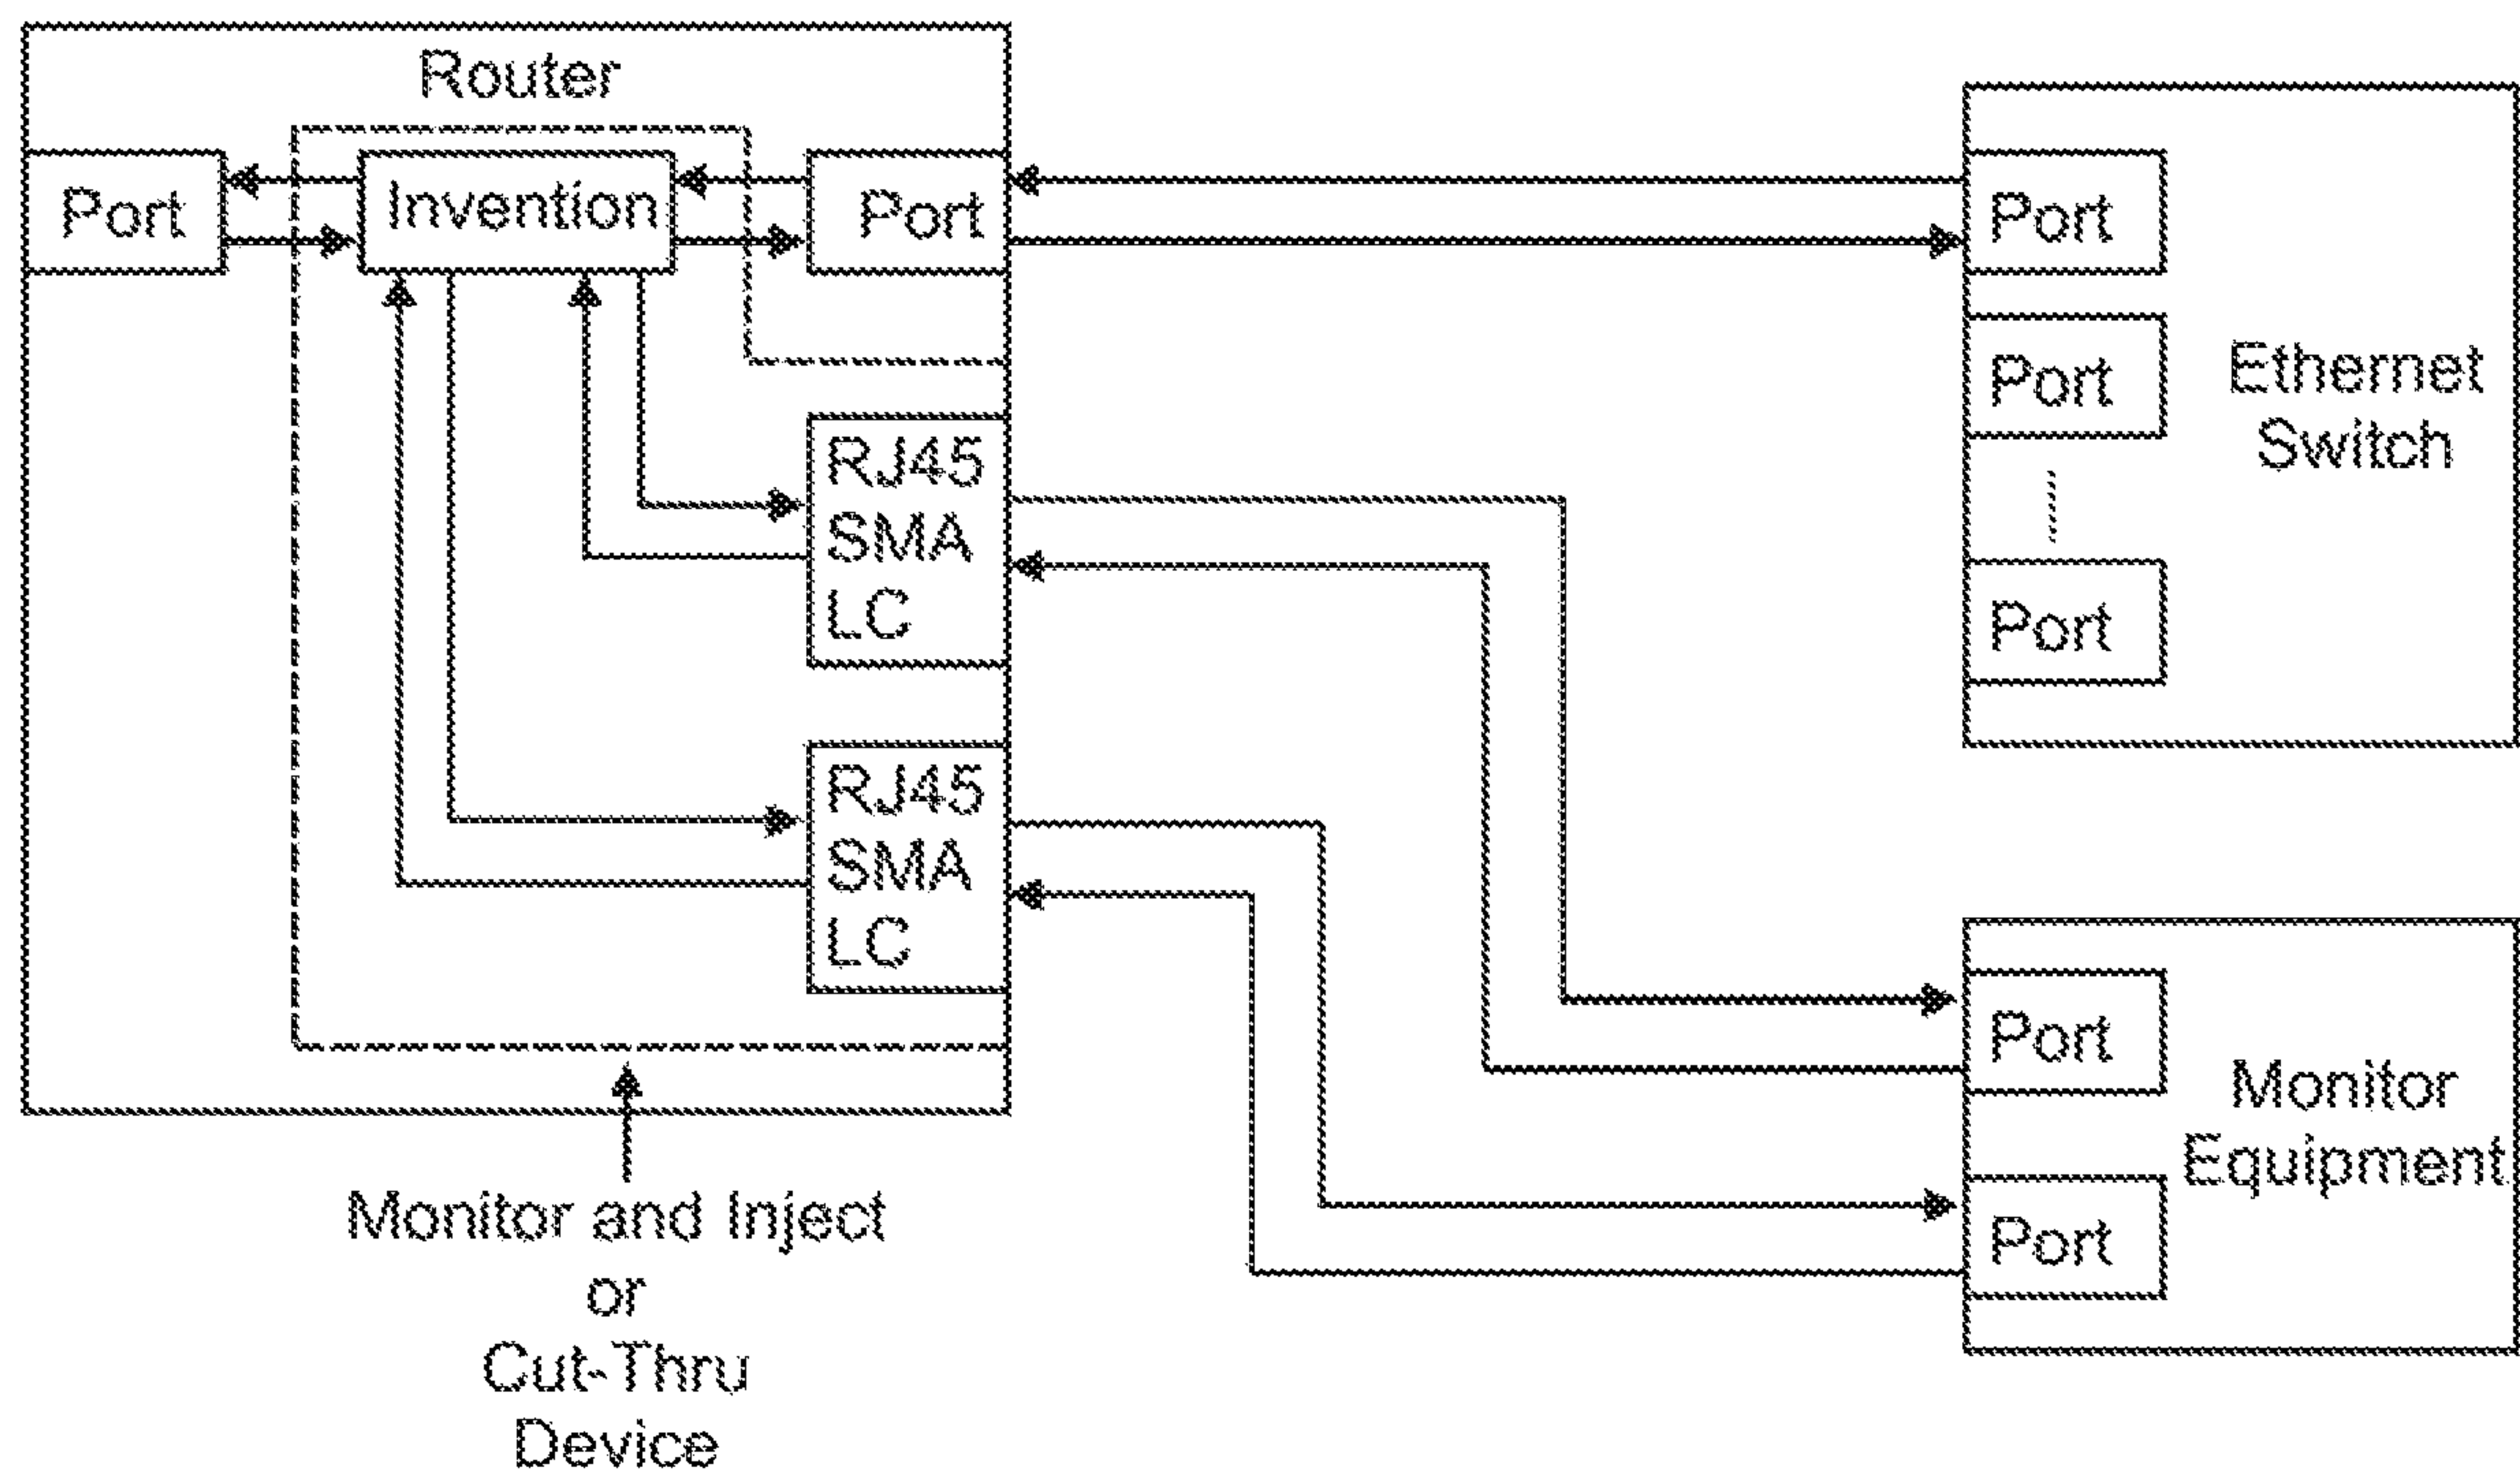 Router
Port
Invention
Port
RJ45
SMA
LC
RJ45
SMA
LC
Monitor and Inject
or
Cut-Thru
Device
Port
Port
Port
Ethernet
Switch
Port
Port
Monitor
Equipment